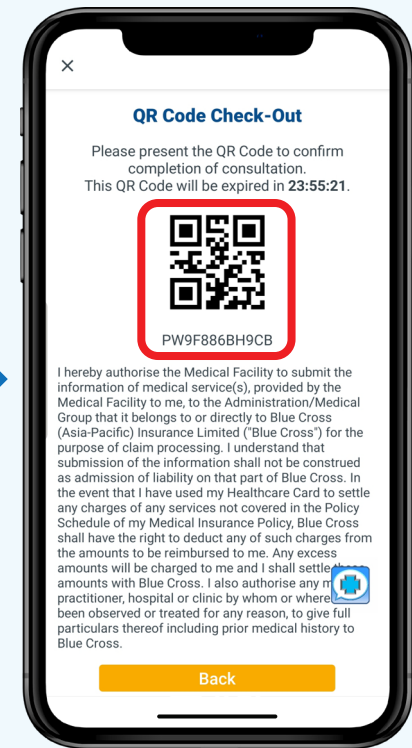 QR Code Check-Out
Please present the QR Code to confirm
completion of consultation.
This QR Code will be expired in 23:55:21.
PW9F886BH9CB
I hereby authorise the Medical Facility to submit the
information of medical service(s), provided by the
Medical Facility to me, to the Administration/Medical
Group that it belongs to or directly to Blue Cross
(Asia-Pacific) Insurance Limited ("Blue Cross") for the
purpose of claim processing. I understand that
submission of the information shall not be construed
as admission of liability on that part of Blue Cross. In
the event that I have used my Healthcare Card to settle
any charges of any services not covered in the Policy
Schedule of my Medical Insurance Policy, Blue Cross
shall have the right to deduct any of such charges from
the amounts to be reimbursed to me. Any excess
amounts will be charged to me and I shall settle
amounts with Blue Cross. I also authorise any
practitioner, hospital or clinic by whom or where
been observed or treated for any reason, to give full
particulars thereof including prior medical history to
Blue Cross.
Back